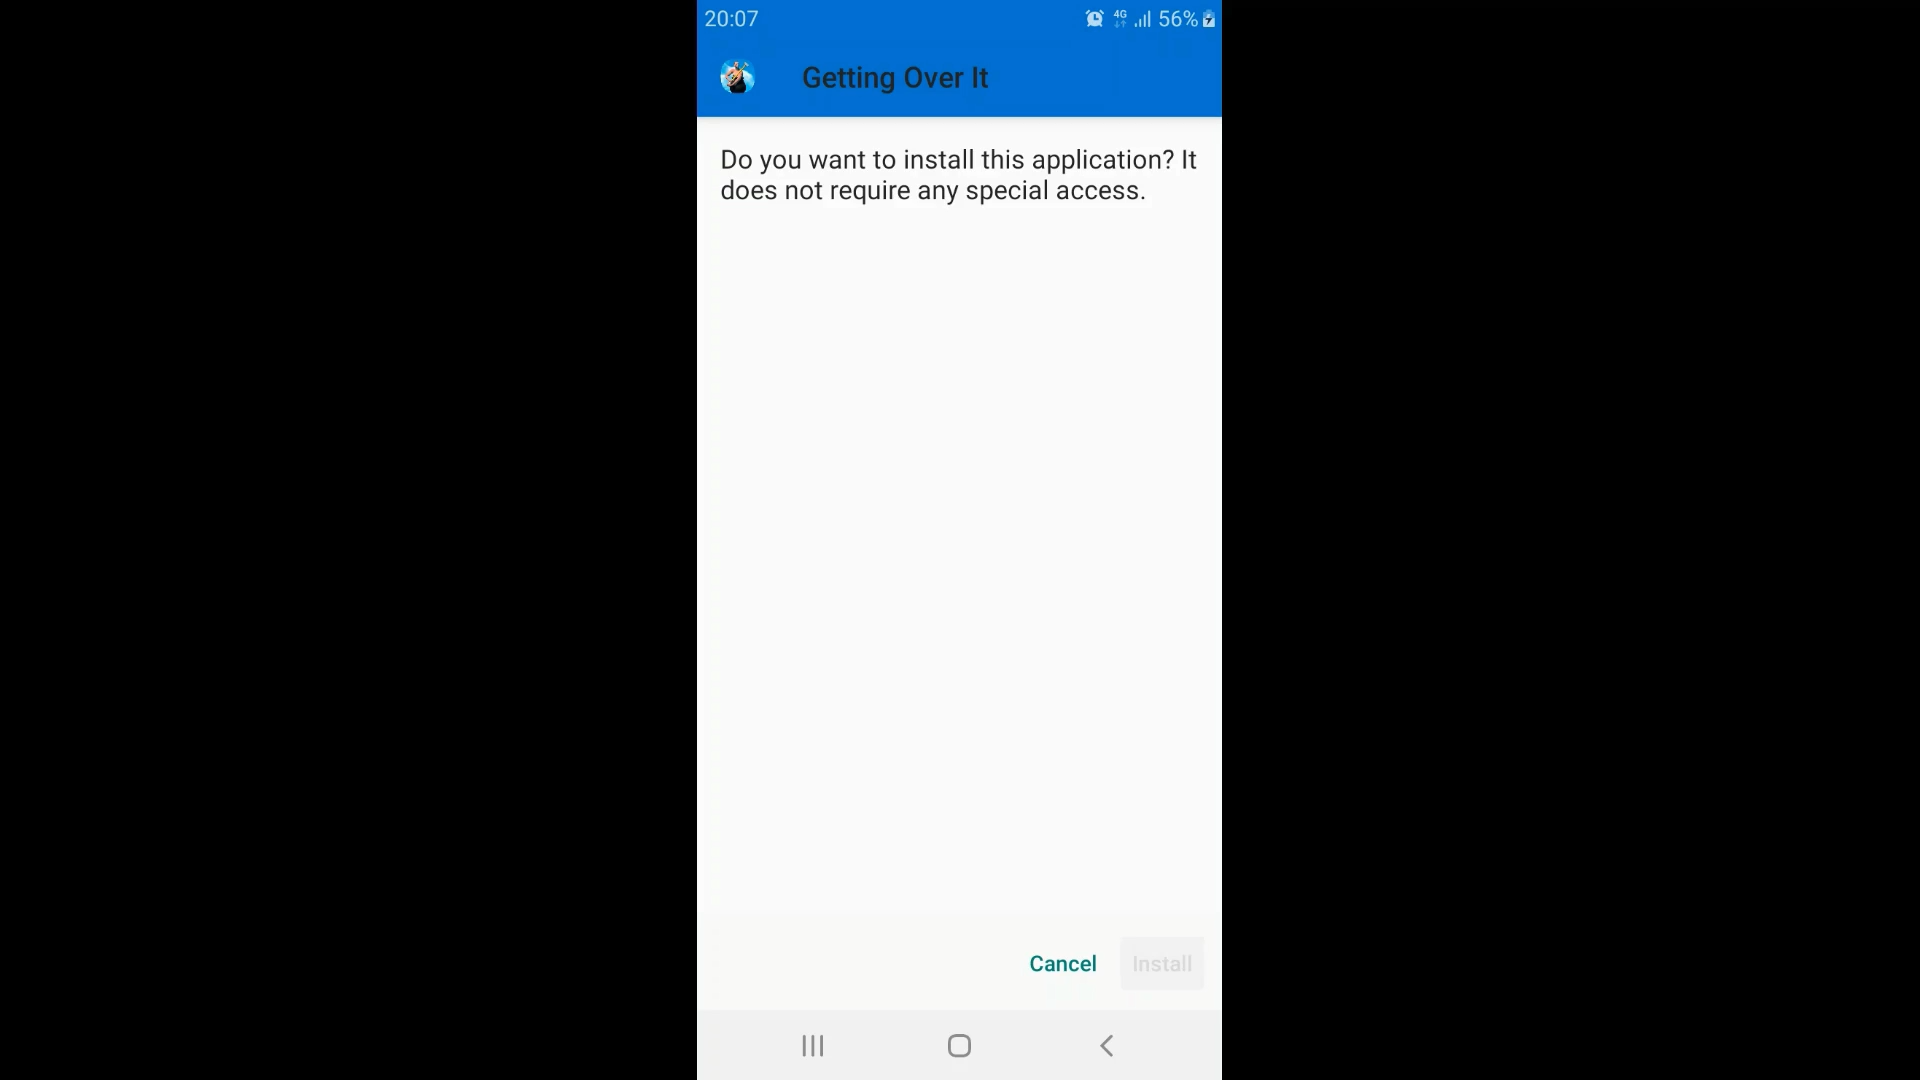 20:07 4G 56%
Getting Over It
Do you want to install this application? It
does not require any special access.
Cancel Install